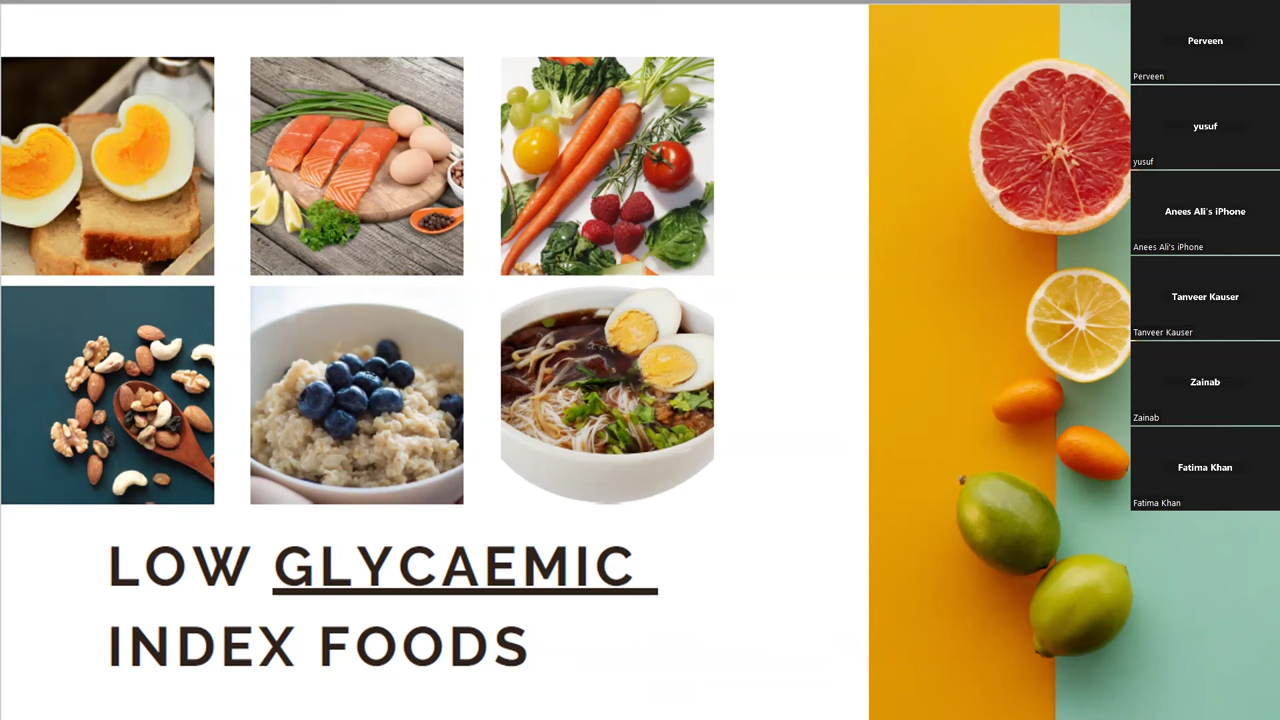 LOW GLYCAEMIC
INDEX FOODS
Perveen
Perveen
yusuf
yusuf
Anees Ali's iPhone
Anees Ali's iPhone
Tanveer Kauser
Tanveer Kauser
Zainab
Zainab
Fatima Khan
Fatima Khan